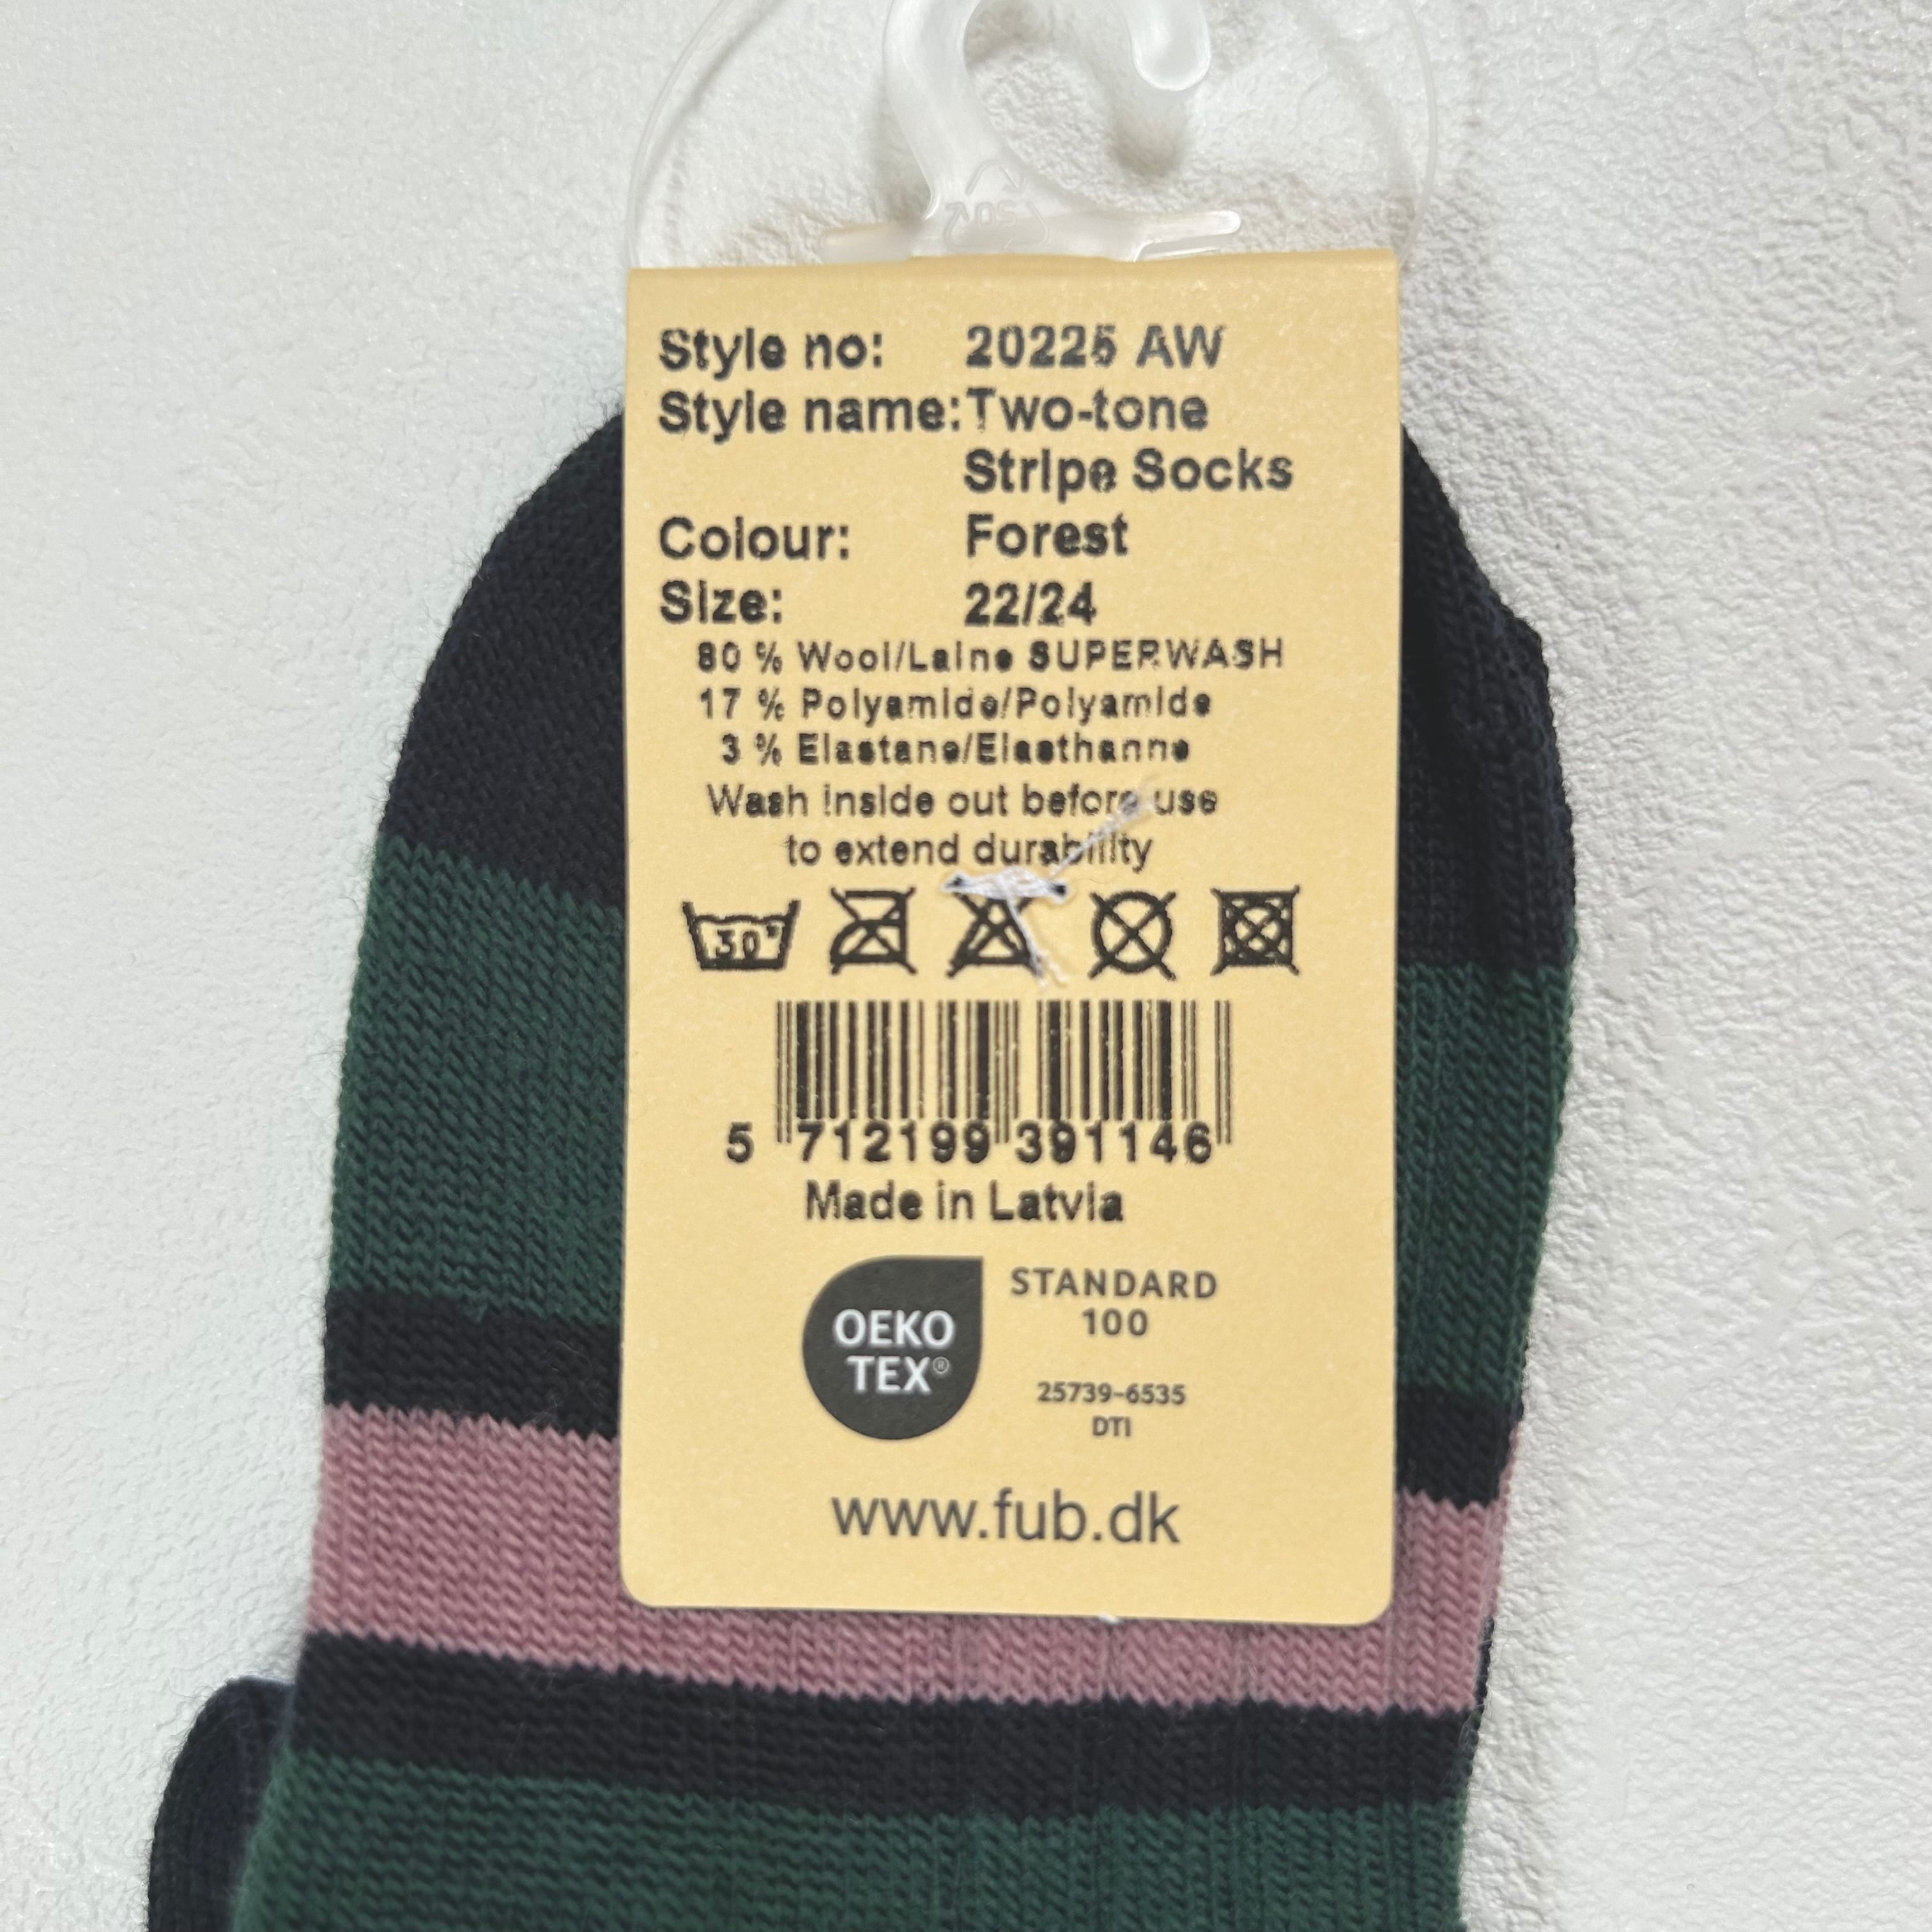 Style no: 20225 AW
Style name: Two-tone
Stripe Socks
Colour: Forest
Size: 22/24
80 % Wool/Laine SUPERWASH
17 % Polyamide/Polyamide
3 % Elastane/Elasthanne
Wash inside out before use
to extend durability
30°
5 712199 391146
Made in Latvia
OEKO
TEX®
STANDARD
100
25739-6535
DTI
www.fub.dk